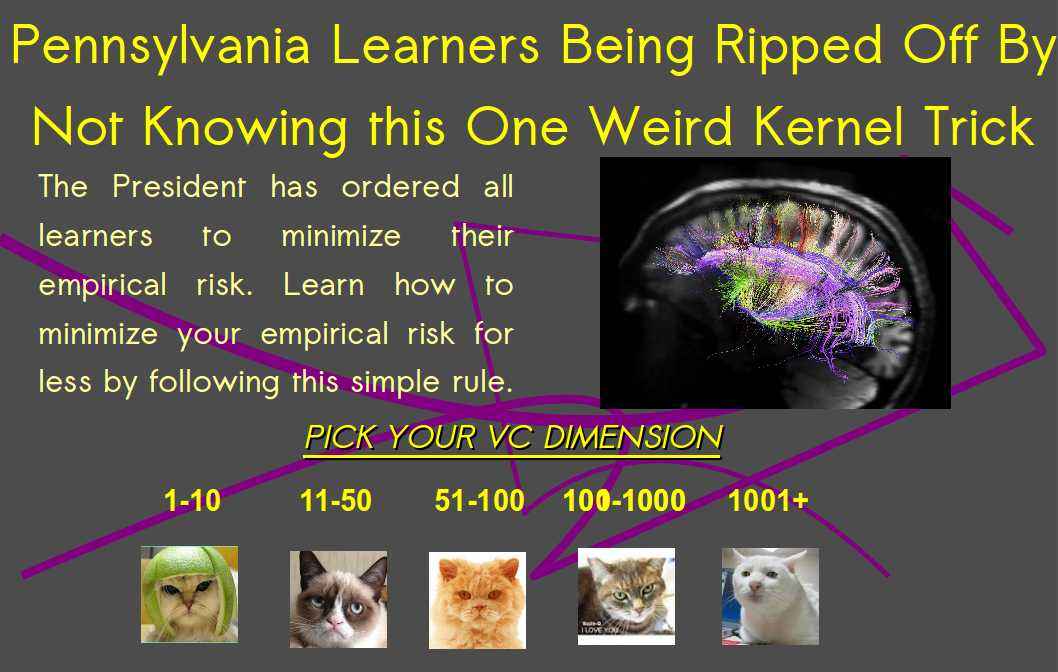 Pennsylvania Learners Being Ripped Off By
Not Knowing this One Weird Kernel Trick
The President has ordered all
learners to minimize their
empirical risk. Learn how to
minimize your empirical risk for
less by following this simple rule.
PICK YOUR VC DIMENSION
1-10 11-50 51-100 100-1000 1001+
I LOVE YOU